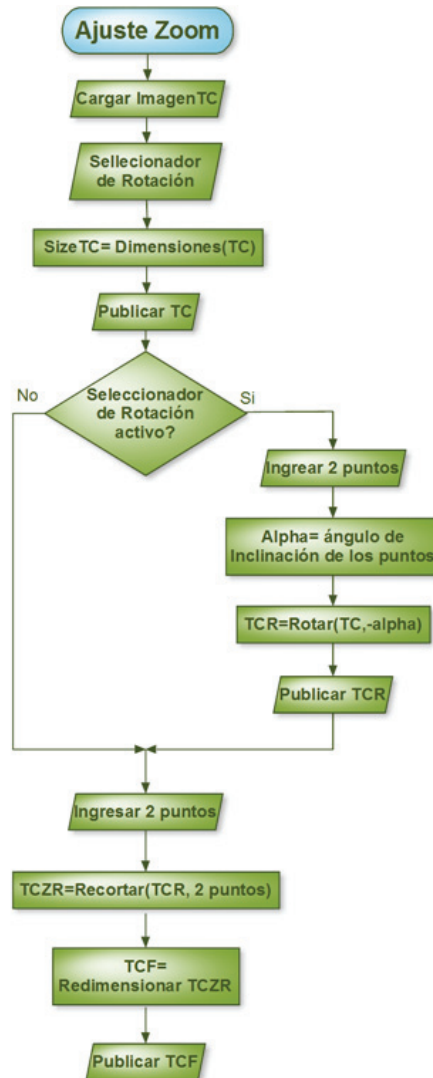 Ajuste Zoom
Cargar ImagenTC
Sellecionador
de Rotación
SizeTC= Dimensiones(TC)
Publicar TC
Seleccionador
de Rotación
activo?
No
Si
Ingrear 2 puntos
Alpha= ángulo de
Inclinación de los puntos
TCR=Rotar(TC,-alpha)
Publicar TCR
Ingresar 2 puntos
TCZR=Recortar(TCR, 2 puntos)
TCF=
Redimensionar TCZR
Publicar TCF